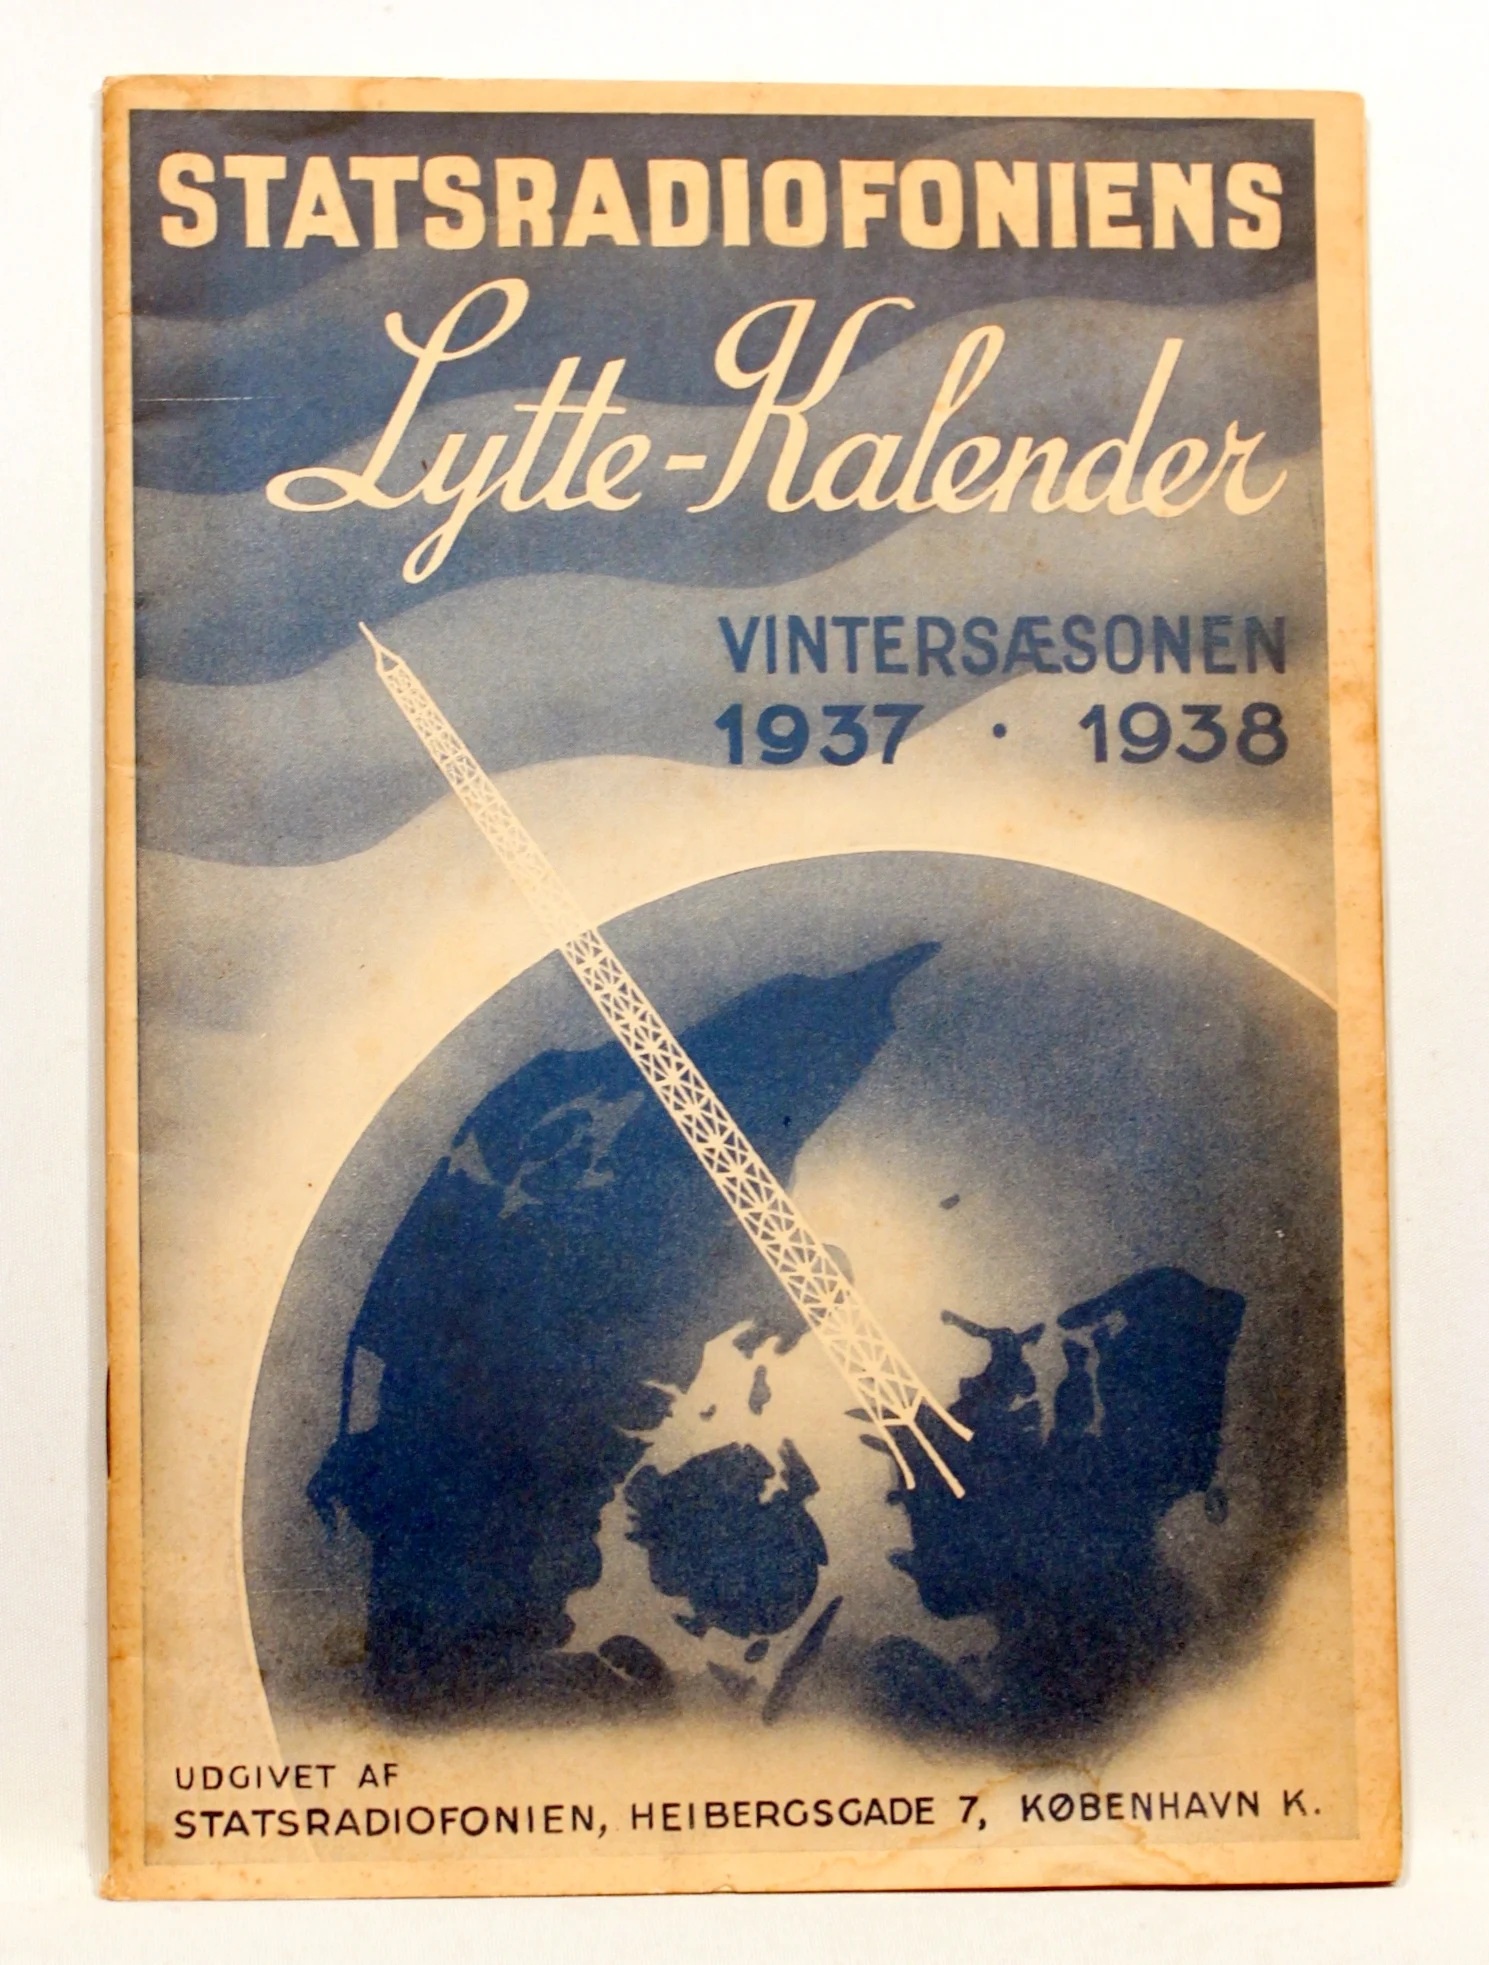 STATSRADIOFONIENS
Lytte-Kalender
VINTERSÆSONEN
1937 · 1938
UDGIVET AF
STATSRADIOFONIEN, HEIBERGSGADE 7, KØBENHAVN K.